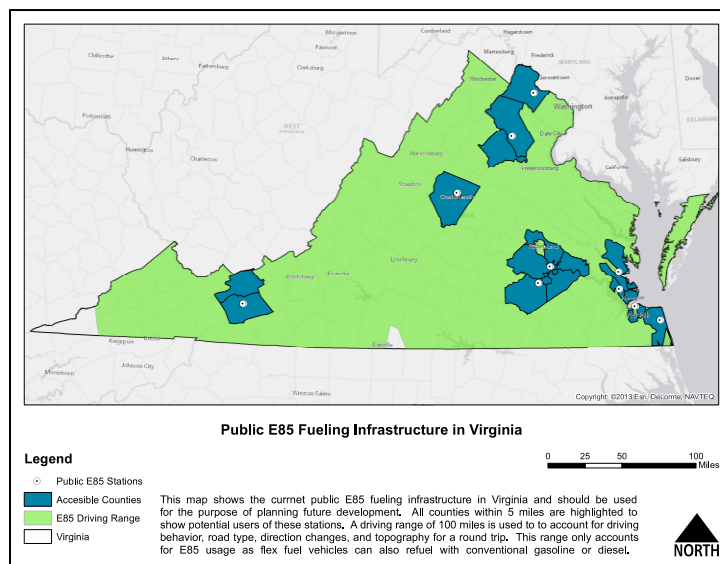 Morgantown
Cumberland
Hagerstown
Chillicothe
Athens
Parkersburg
Fairmont
Martinsburg
Frederick
Clarksburg
MARYLAND
Winchester
Germantown
Dover
Portsmouth
WEST
Washington
Annapolis
DELAWARE
Huntington
Dale City
Charleston
Harrisonburg
California
Salisbury
Fredericksburg
Staunton
Charlottesville
Lynchburg
Blacksburg
Roanoke
Kingsport
Bristol
Danville
Johnson City
Morristown
Winston-Salem
Copyright: ©2013 Esri, DeLorme, NAVTEQ
Public E85 Fueling Infrastructure in Virginia
Legend
Public E85 Stations
Accesible Counties
E85 Driving Range
Virginia
0 25 50 100
Miles
This map shows the currnet public E85 fueling infrastructure in Virginia and should be used
for the purpose of planning future development. All counties within 5 miles are highlighted to
show potential users of these stations. A driving range of 100 miles is used to to account for driving
behavior, road type, direction changes, and topography for a round trip. This range only accounts
for E85 usage as flex fuel vehicles can also refuel with conventional gasoline or diesel.
NORTH